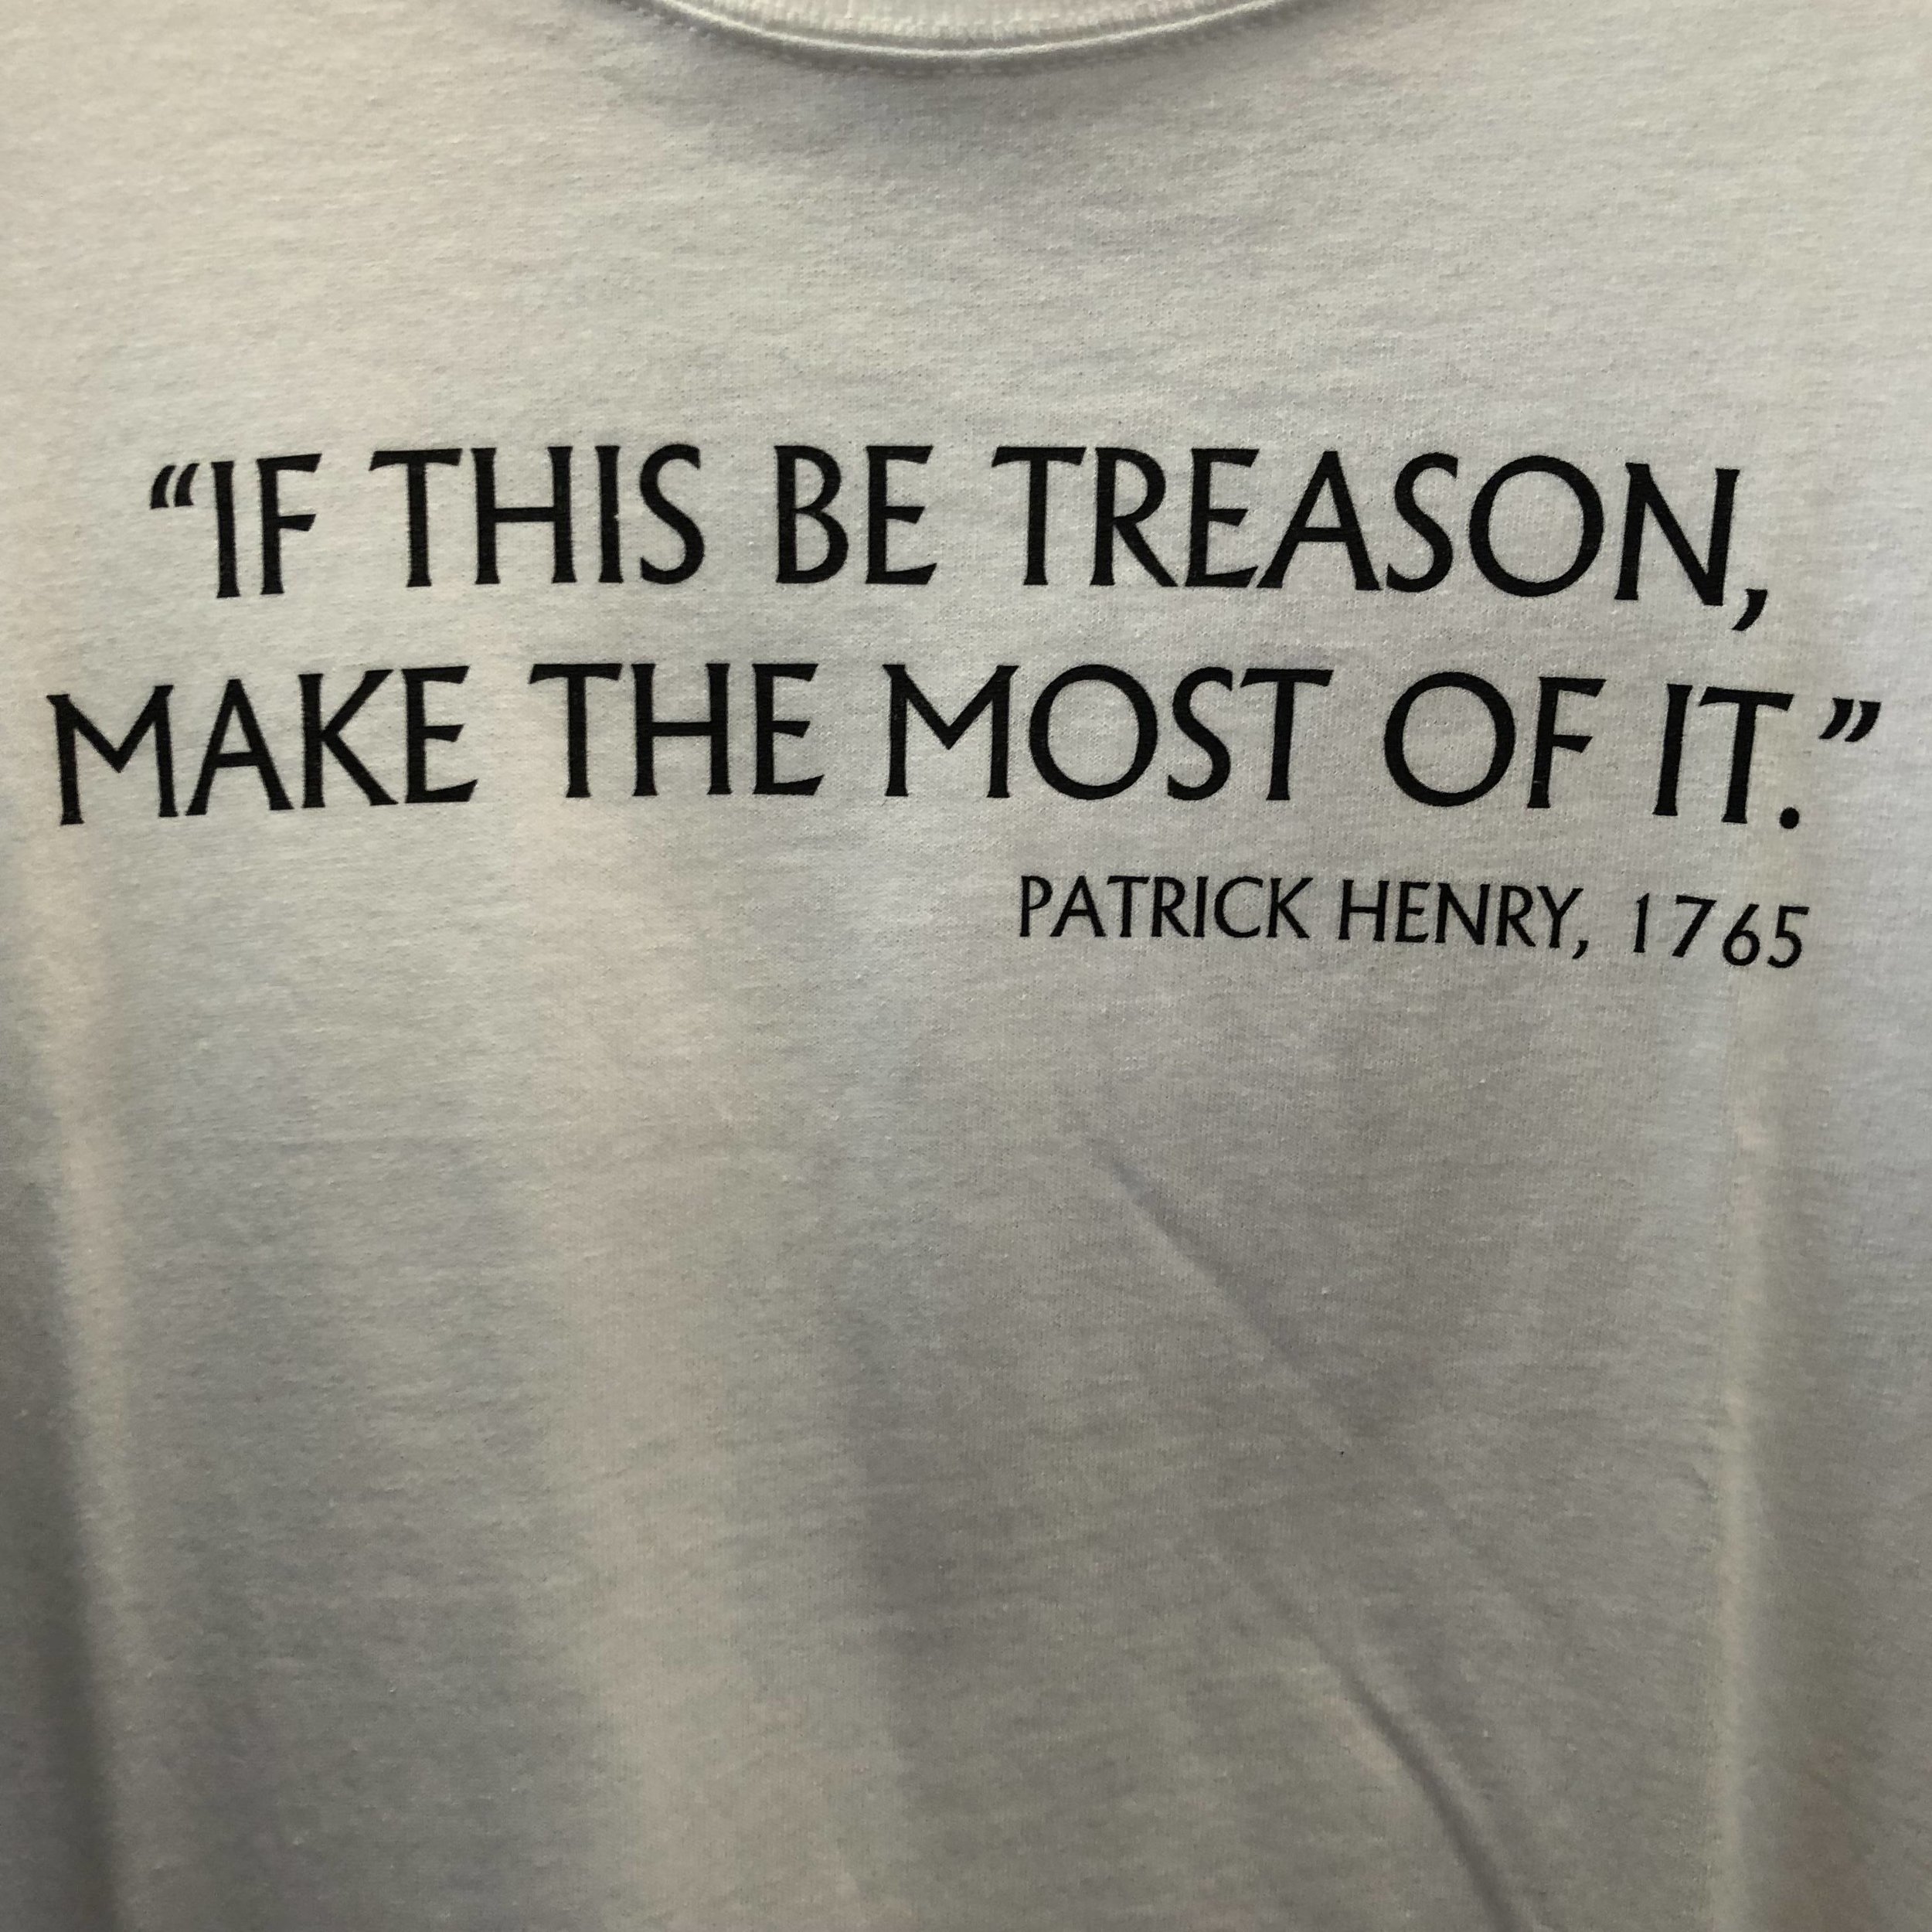 “IF THIS BE TREASON,
MAKE THE MOST OF IT.”
PATRICK HENRY, 1765